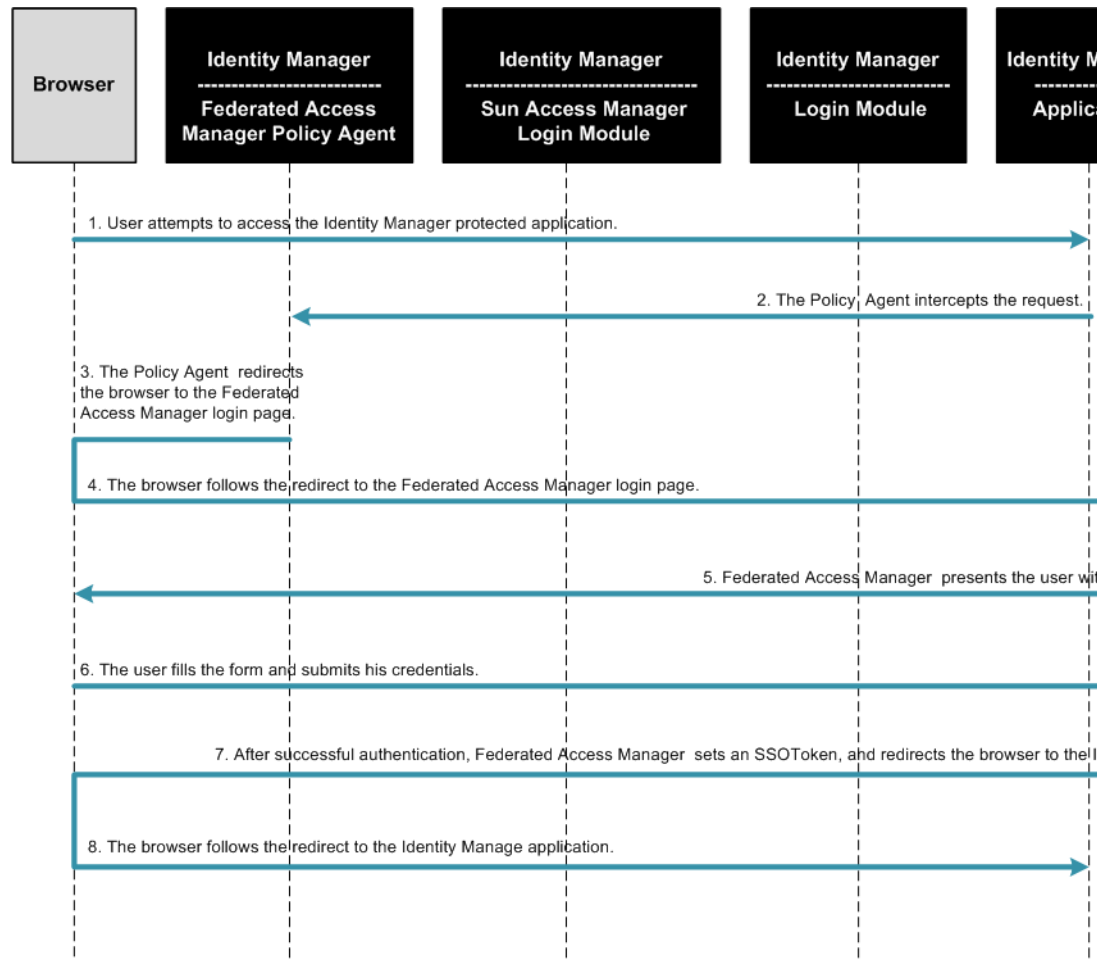 Browser
Identity Manager
Federated Access
Manager Policy Agent
Identity Manager
Sun Access Manager
Login Module
Identity Manager
Login Module
Identity M
Applica
1. User attempts to access the Identity Manager protected application.
2. The Policy Agent intercepts the request.
3. The Policy Agent redirects
the browser to the Federated
Access Manager login page.
4. The browser follows the redirect to the Federated Access Manager login page.
5. Federated Access Manager presents the user wit
6. The user fills the form and submits his credentials.
7. After successful authentication, Federated Access Manager sets an SSOToken, and redirects the browser to the I
8. The browser follows the redirect to the Identity Manage application.